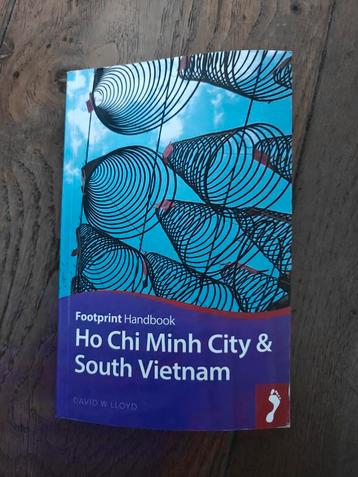 Footprint Handbook
Ho Chi Minh City &
South Vietnam
DAVID W LLOYD